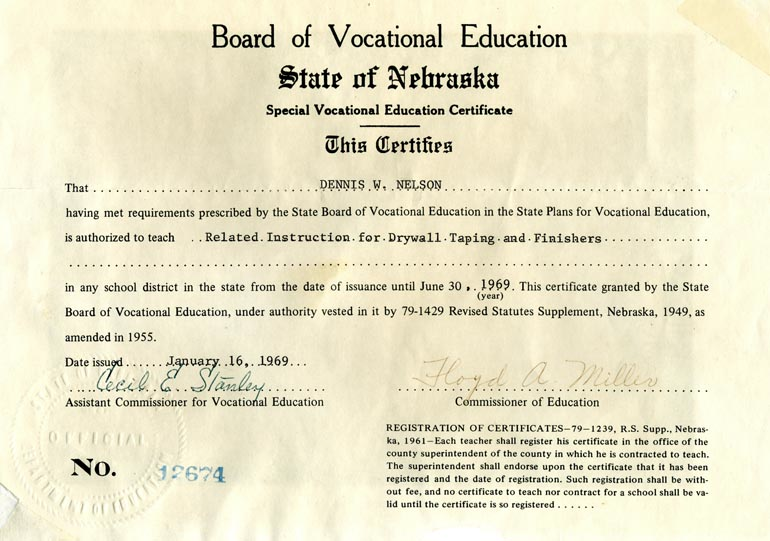 Board of Vocational Education
State of Nebraska
Special Vocational Education Certificate
This Certifies
That DENNIS W. NELSON
having met requirements prescribed by the State Board of Vocational Education in the State Plans for Vocational Education,
is authorized to teach Related Instruction for Drywall Taping and Finishers
in any school district in the state from the date of issuance until June 30, 1969. This certificate granted by the State
(year)
Board of Vocational Education, under authority vested in it by 79-1429 Revised Statutes Supplement, Nebraska, 1949, as
amended in 1955.
Date issued January 16, 1969
Cecil E. Stanley
Floyd A. Miller
Assistant Commissioner for Vocational Education
Commissioner of Education
REGISTRATION OF CERTIFICATES—79-1239, R.S. Supp., Nebras-
ka, 1961—Each teacher shall register his certificate in the office of the
county superintendent of the county in which he is contracted to teach.
The superintendent shall endorse upon the certificate that it has been
registered and the date of registration. Such registration shall be with-
out fee, and no certificate to teach nor contract for a school shall be va-
lid until the certificate is so registered ......
OFFICIAL
No. 12674